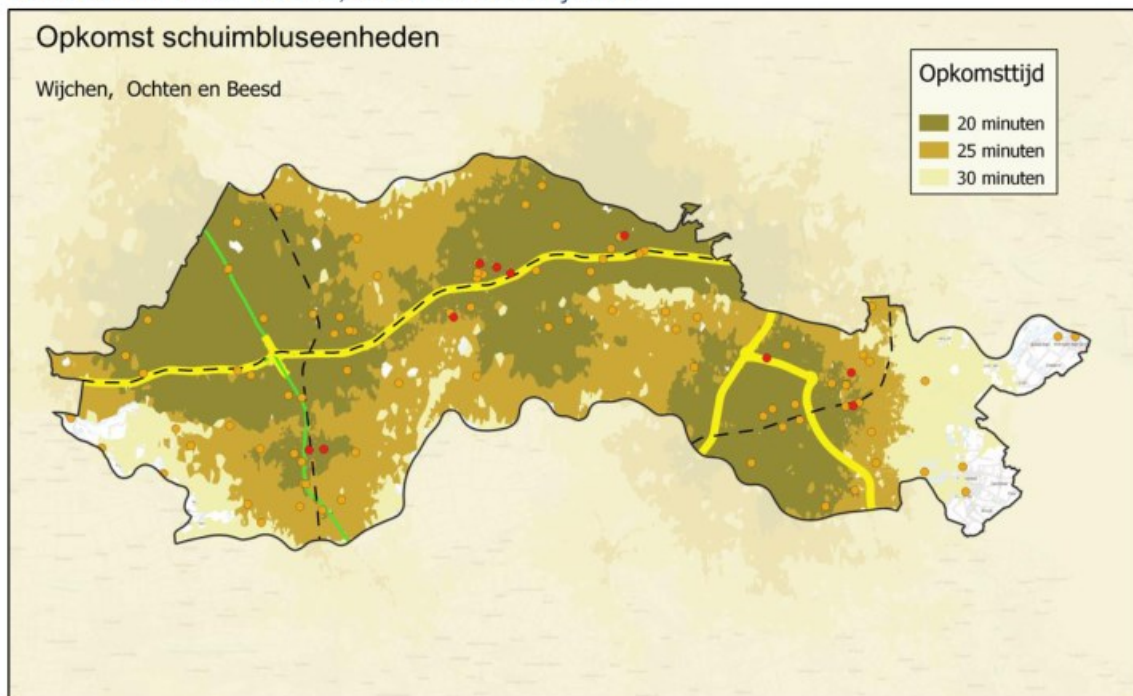 Opkomst schuimbluseenheden
Wijchen, Ochten en Beesd
Opkomsttijd
20 minuten
25 minuten
30 minuten